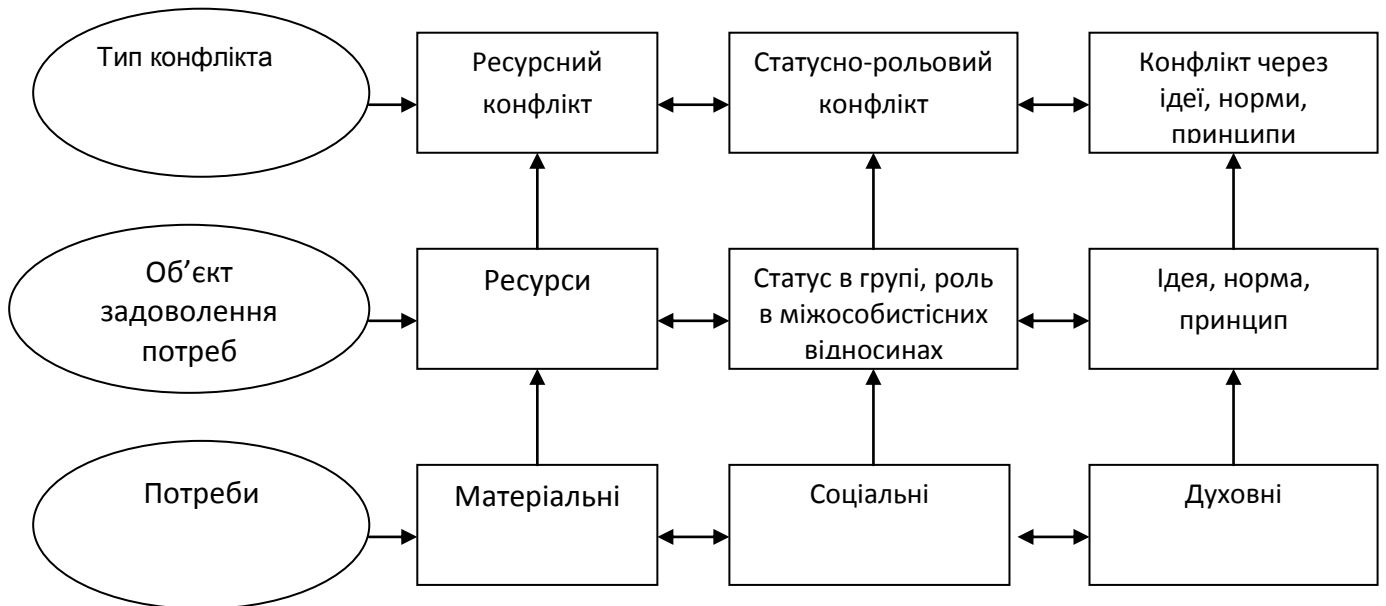 Тип конфлікта
Ресурсний
конфлікт
Статусно-рольовий
конфлікт
Конфлікт через
ідеї, норми,
принципи
Об’єкт
задоволення
потреб
Ресурси
Статус в групі, роль
в міжособистісних
відносинах
Ідея, норма,
принцип
Потреби
Матеріальні
Соціальні
Духовні